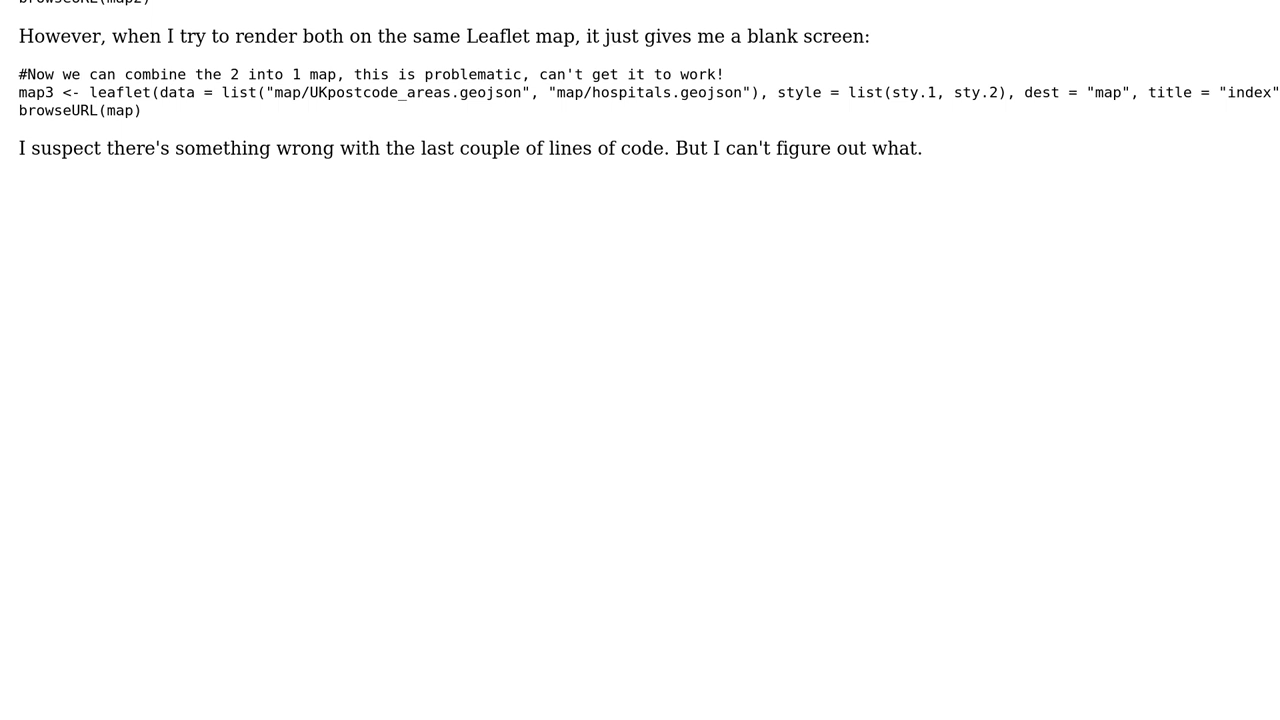 browseURL(map2)
However, when I try to render both on the same Leaflet map, it just gives me a blank screen:
#Now we can combine the 2 into 1 map, this is problematic, can't get it to work!
map3 <- leaflet(data = list("map/UKpostcode_areas.geojson", "map/hospitals.geojson"), style = list(sty.1, sty.2), dest = "map", title = "index"
browseURL(map)
I suspect there's something wrong with the last couple of lines of code. But I can't figure out what.